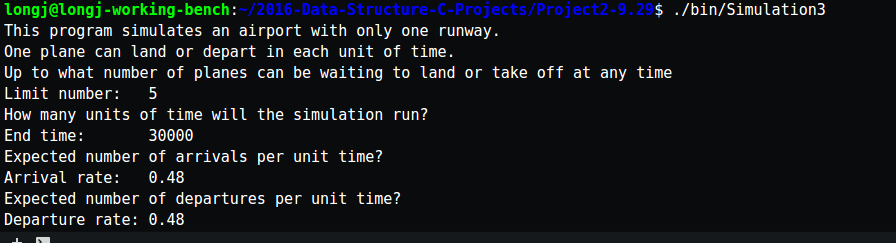 longj@longj-working-bench:~/2016-Data-Structure-C-Projects/Project2-9.29$ ./bin/Simulation3
This program simulates an airport with only one runway.
One plane can land or depart in each unit of time.
Up to what number of planes can be waiting to land or take off at any time
Limit number:   5
How many units of time will the simulation run?
End time:       30000
Expected number of arrivals per unit time?
Arrival rate:   0.48
Expected number of departures per unit time?
Departure rate: 0.48